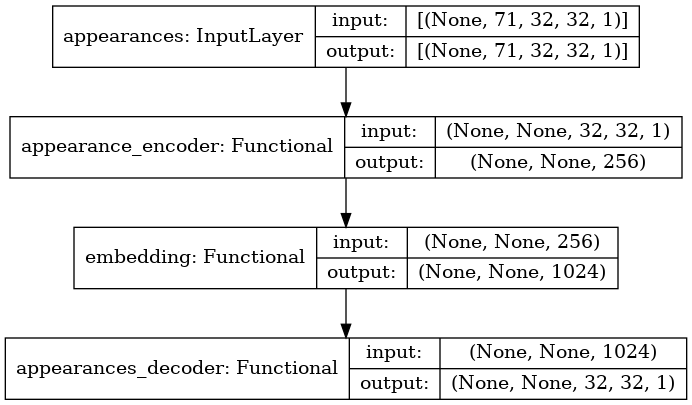 appearances: InputLayer
input: [(None, 71, 32, 32, 1)]
output: [(None, 71, 32, 32, 1)]
appearance_encoder: Functional
input: (None, None, 32, 32, 1)
output: (None, None, 256)
embedding: Functional
input: (None, None, 256)
output: (None, None, 1024)
appearances_decoder: Functional
input: (None, None, 1024)
output: (None, None, 32, 32, 1)